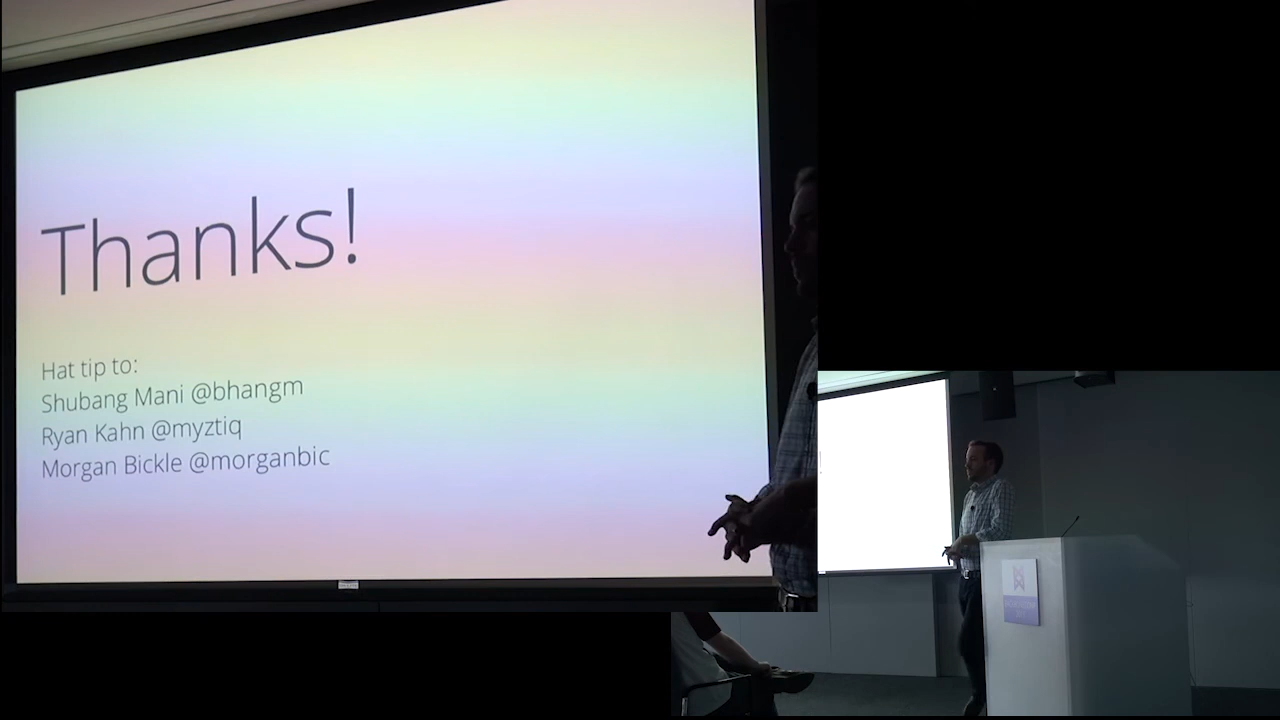 Thanks!
Hat tip to:
Shubang Mani @bhangm
Ryan Kahn @myztiq
Morgan Bickle @morganbic